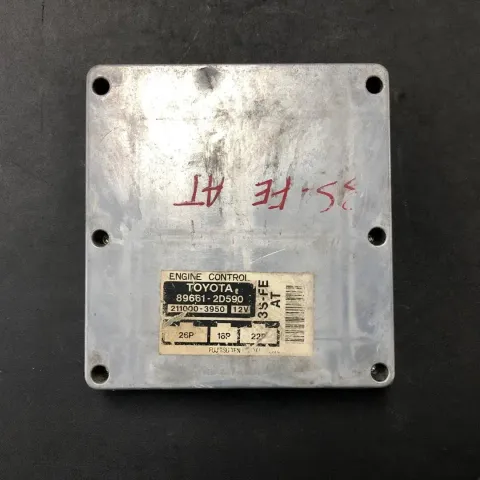 3S-FE AT
ENGINE CONTROL
TOYOTA
89661-2D590
211000-3950 12V
3S-FE
AT
26P 16P 22P